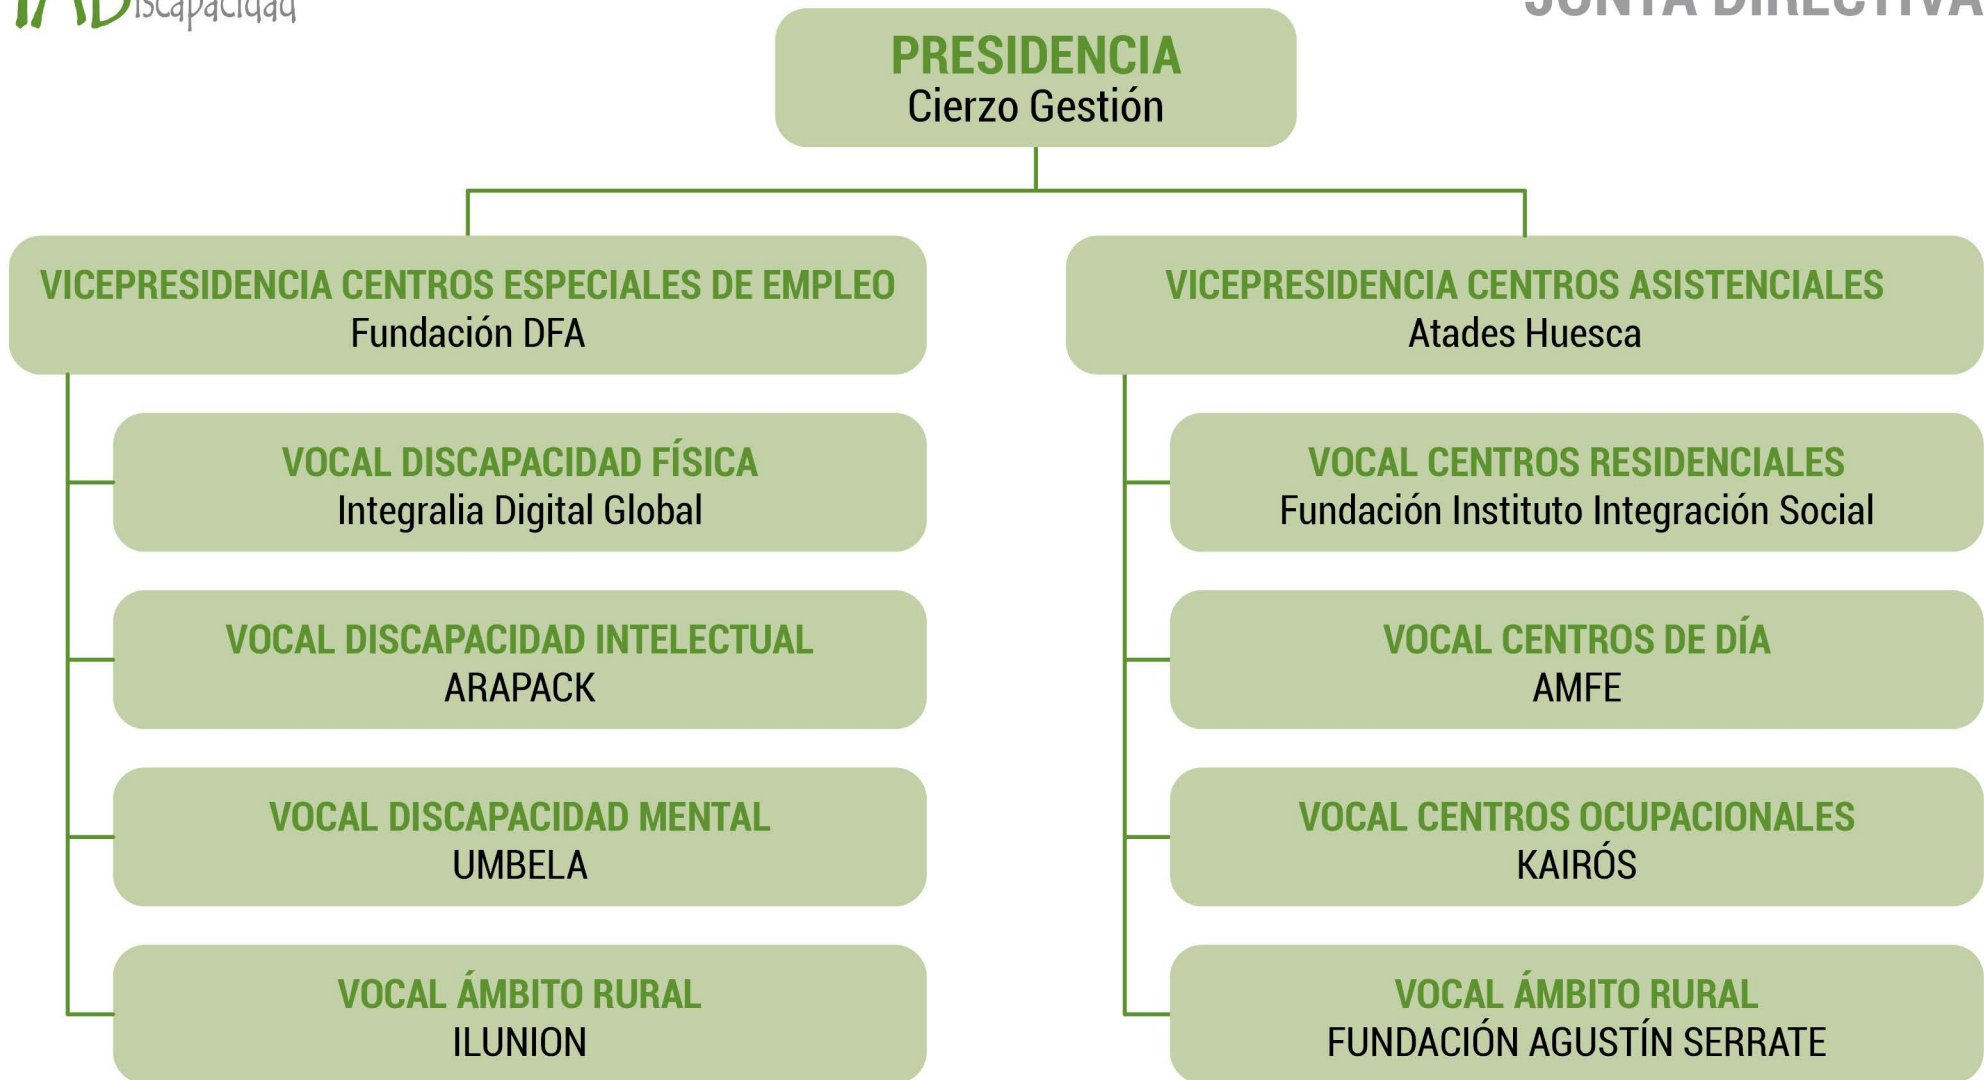 iscapacidad
JUNTA DIRECTIVA
PRESIDENCIA
Cierzo Gestión
VICEPRESIDENCIA CENTROS ESPECIALES DE EMPLEO
Fundación DFA
VOCAL DISCAPACIDAD FÍSICA
Integralia Digital Global
VOCAL DISCAPACIDAD INTELECTUAL
ARAPACK
VOCAL DISCAPACIDAD MENTAL
UMBELA
VOCAL ÁMBITO RURAL
ILUNION
VICEPRESIDENCIA CENTROS ASISTENCIALES
Atades Huesca
VOCAL CENTROS RESIDENCIALES
Fundación Instituto Integración Social
VOCAL CENTROS DE DÍA
AMFE
VOCAL CENTROS OCUPACIONALES
KAIRÓS
VOCAL ÁMBITO RURAL
FUNDACIÓN AGUSTÍN SERRATE